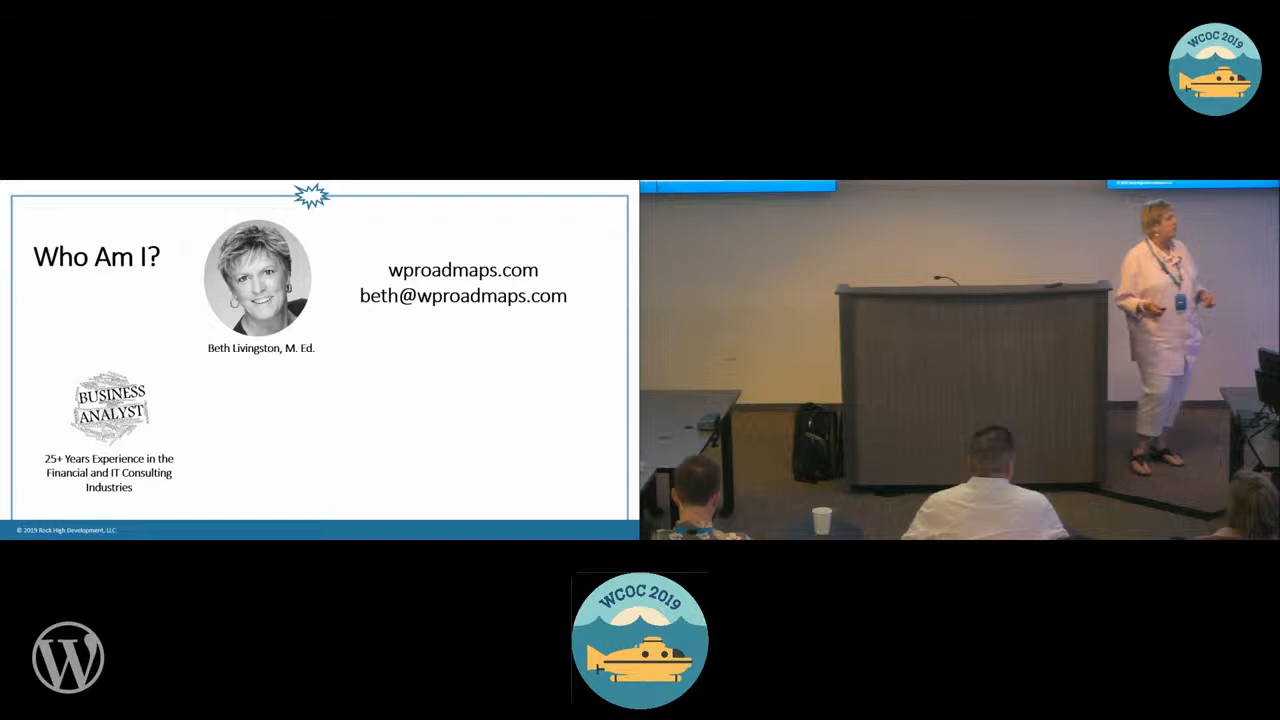 WCOC 2019
Who Am I?
wproadmaps.com
beth@wproadmaps.com
Beth Livingston, M. Ed.
BUSINESS
ANALYST
25+ Years Experience in the
Financial and IT Consulting
Industries
© 2019 Rock High Development, LLC
WCOC 2019
W